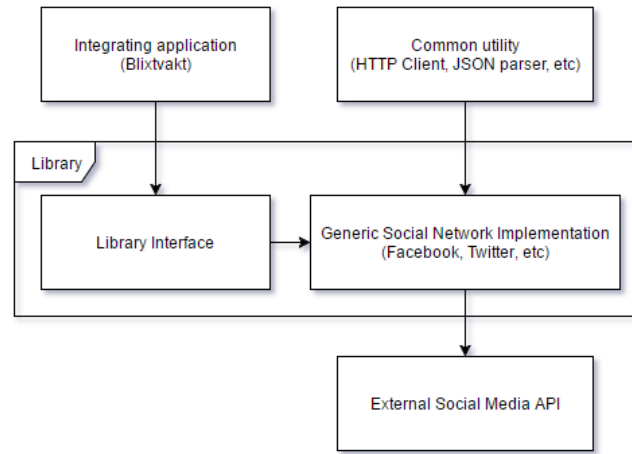 Integrating application
(Blixtvakt)
Common utility
(HTTP Client, JSON parser, etc)
Library
Library Interface
Generic Social Network Implementation
(Facebook, Twitter, etc)
External Social Media API